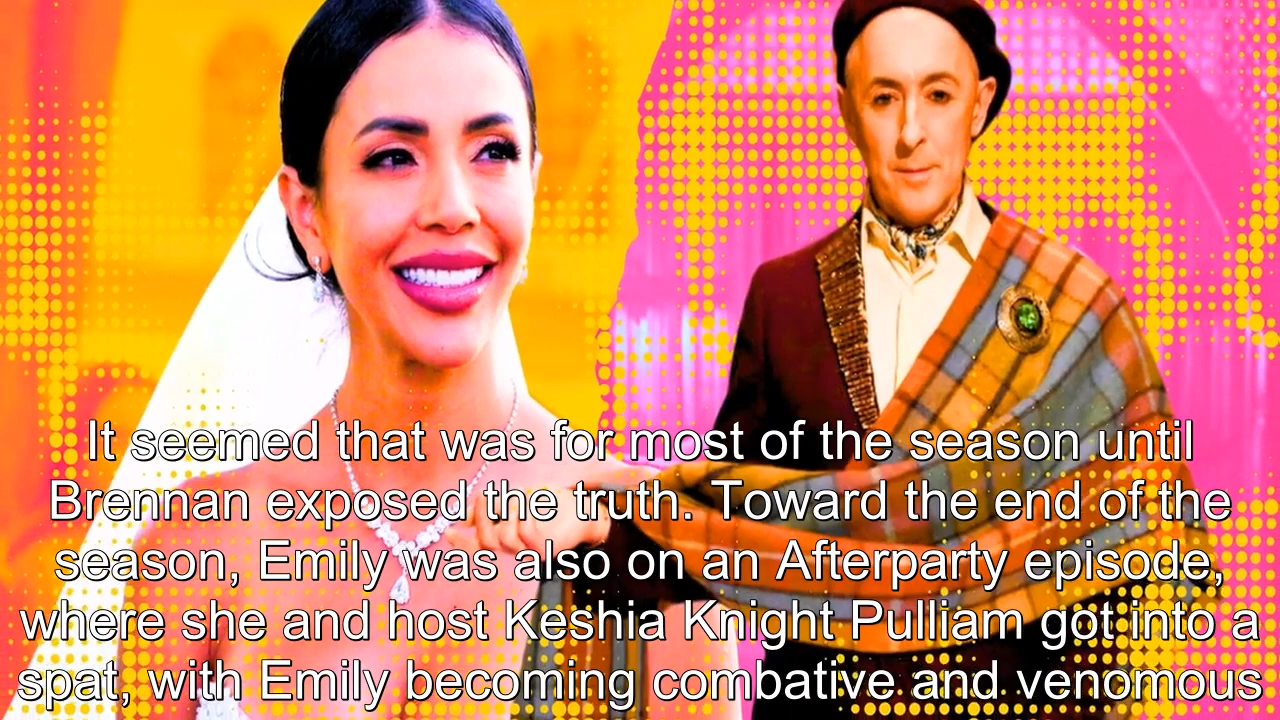 It seemed that was for most of the season until
Brennan exposed the truth. Toward the end of the
season, Emily was also on an Afterparty episode,
where she and host Keshia Knight Pulliam got into a
spat, with Emily becoming combative and venomous